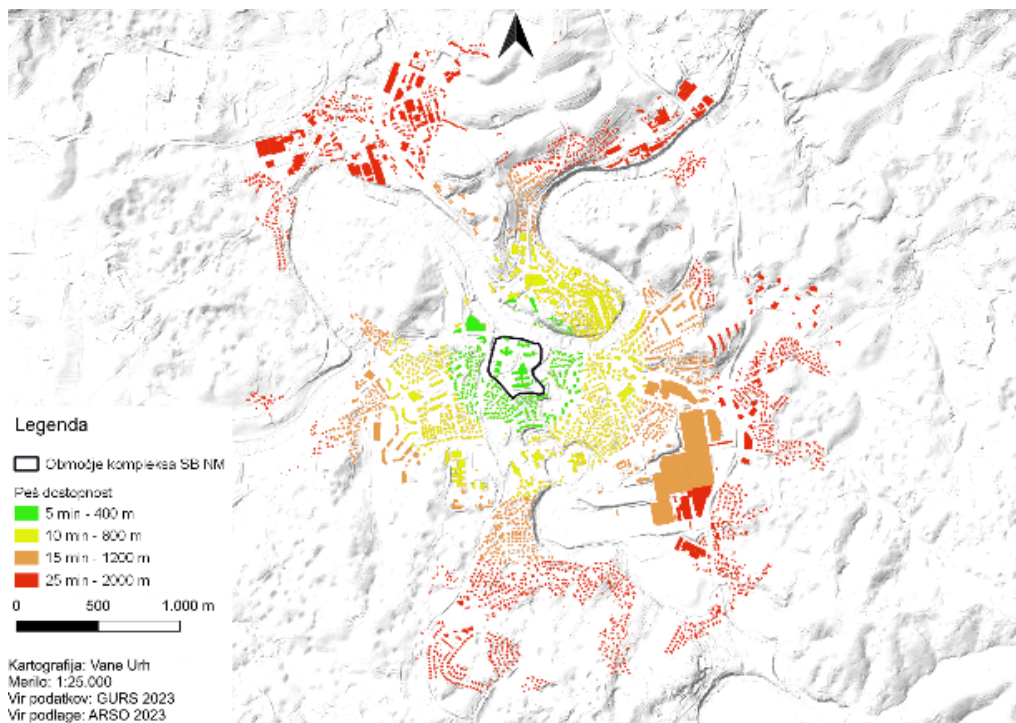 Legenda
Območje kompleksa SB NM
Peš dostopnost
5 min - 400 m
10 min - 800 m
15 min - 1200 m
25 min - 2000 m
0 500 1.000 m
Kartografija: Vane Urh
Merilo: 1:25.000
Vir podatkov: GURS 2023
Vir podlage: ARSO 2023